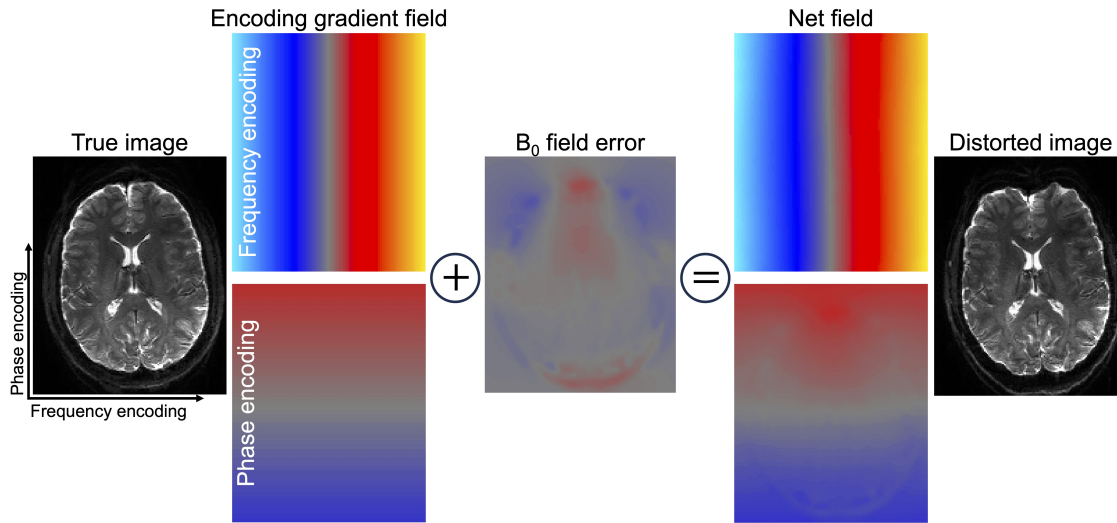 Encoding gradient field
Net field
Frequency encoding
True image
B₀ field error
Distorted image
+
=
Phase encoding
Frequency encoding
Phase encoding